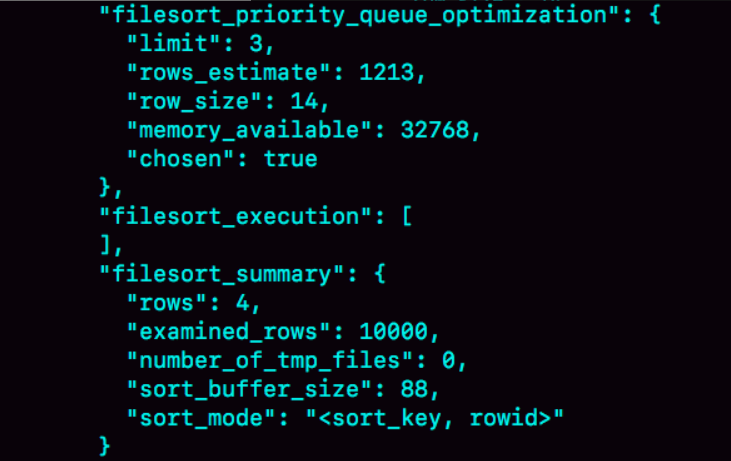 "filesort_priority_queue_optimization": {
"limit": 3,
"rows_estimate": 1213,
"row_size": 14,
"memory_available": 32768,
"chosen": true
},
"filesort_execution": [
],
"filesort_summary": {
"rows": 4,
"examined_rows": 10000,
"number_of_tmp_files": 0,
"sort_buffer_size": 88,
"sort_mode": "<sort_key, rowid>"
}